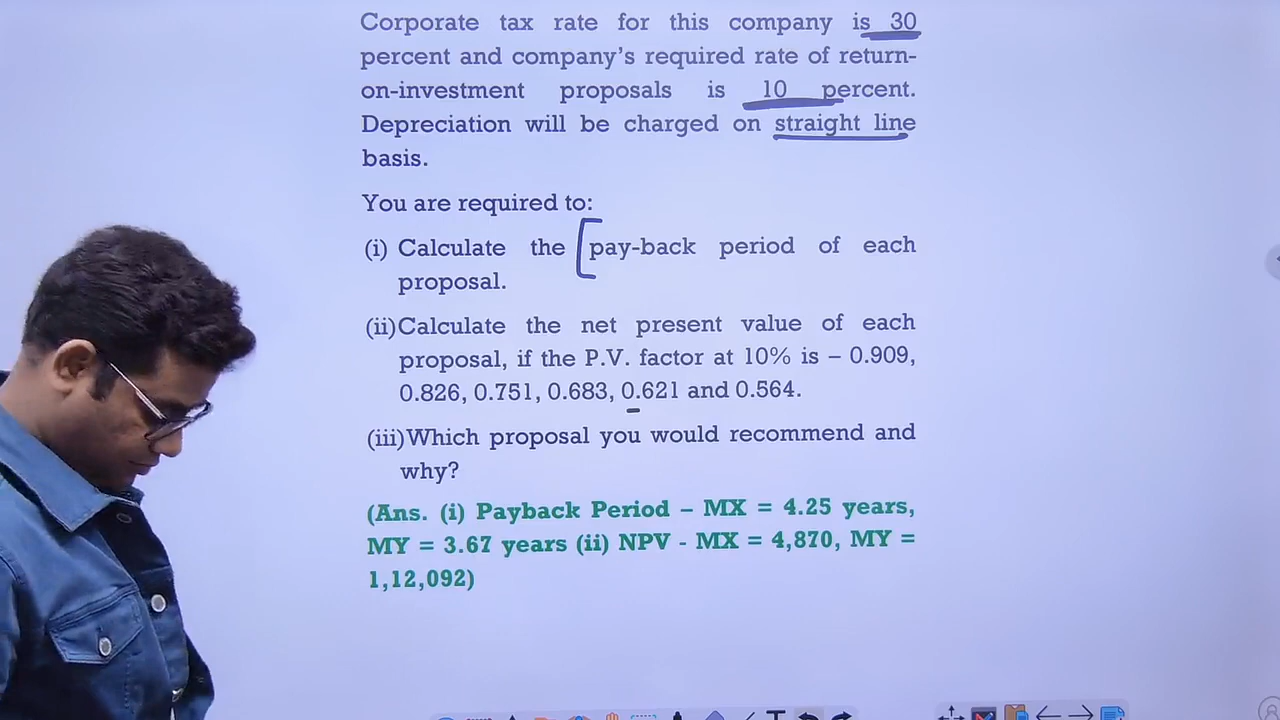 Corporate tax rate for this company is 30
percent and company's required rate of return-
on-investment proposals is 10 percent.
Depreciation will be charged on straight line
basis.
You are required to:
(i) Calculate the pay-back period of each
proposal.
(ii)Calculate the net present value of each
proposal, if the P.V. factor at 10% is – 0.909,
0.826, 0.751, 0.683, 0.621 and 0.564.
(iii)Which proposal you would recommend and
why?
(Ans. (i) Payback Period – MX = 4.25 years,
MY = 3.67 years (ii) NPV - MX = 4,870, MY =
1,12,092)